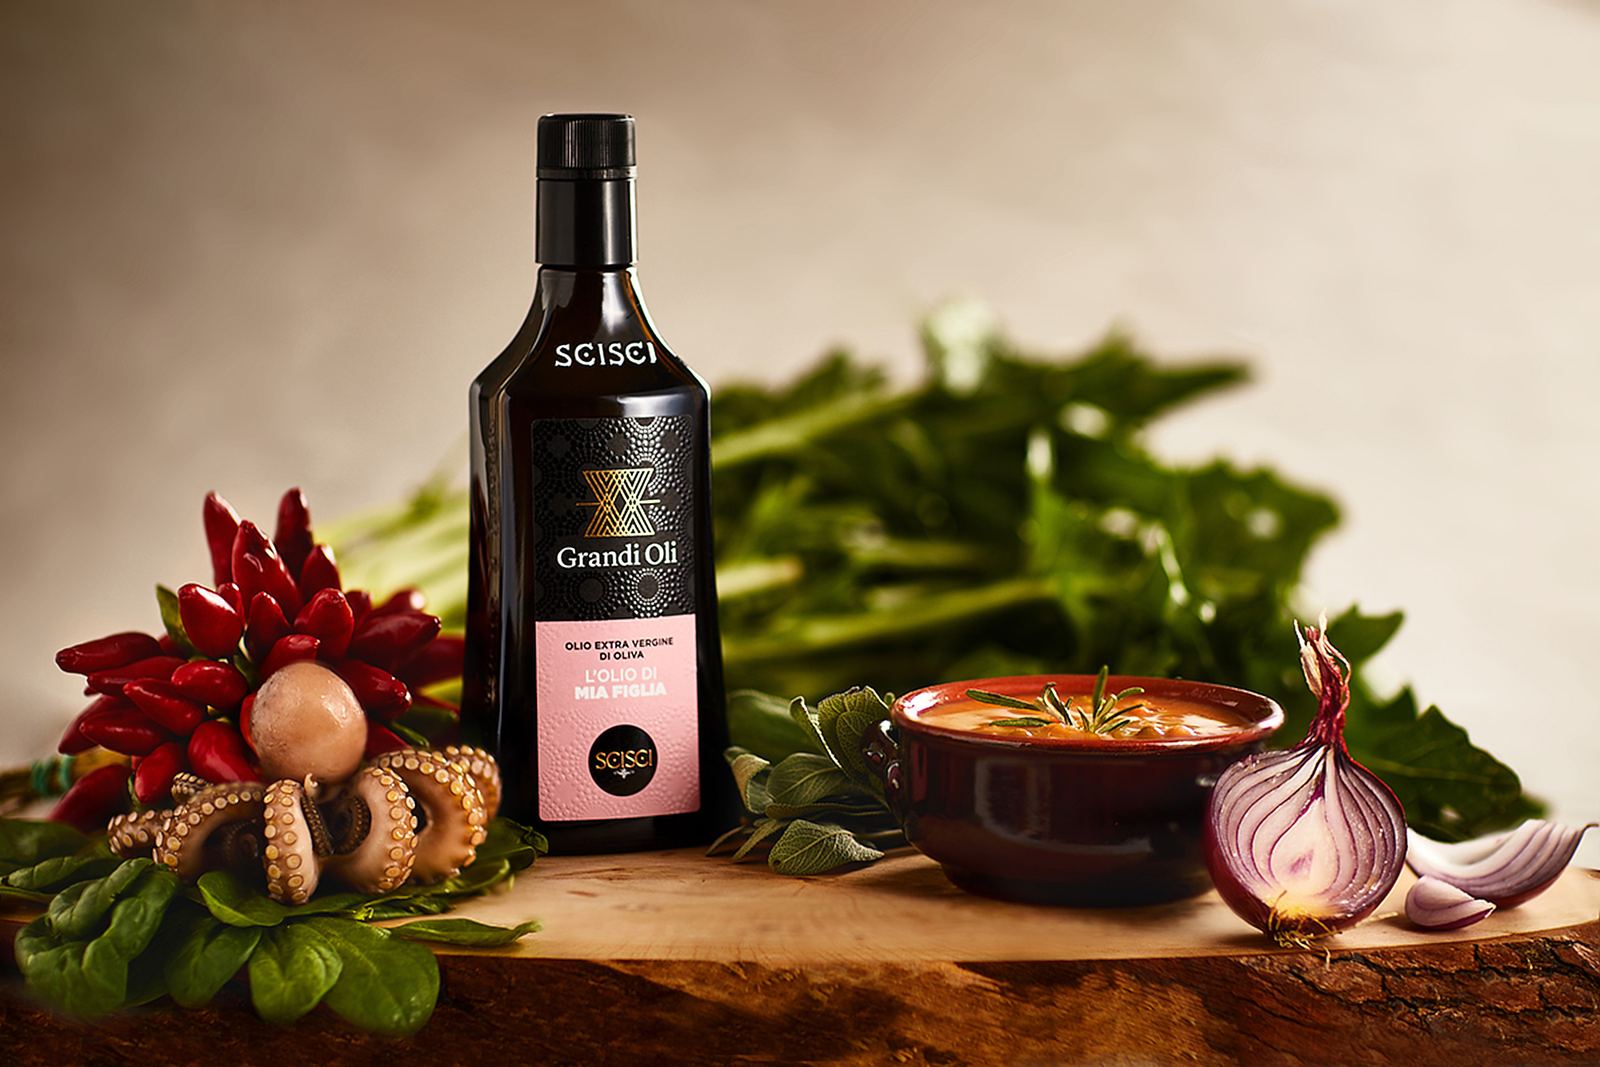 SCISCI
Grandi Oli
OLIO EXTRA VERGINE
DI OLIVA
L'OLIO DI
MIA FIGLIA
SCISCI